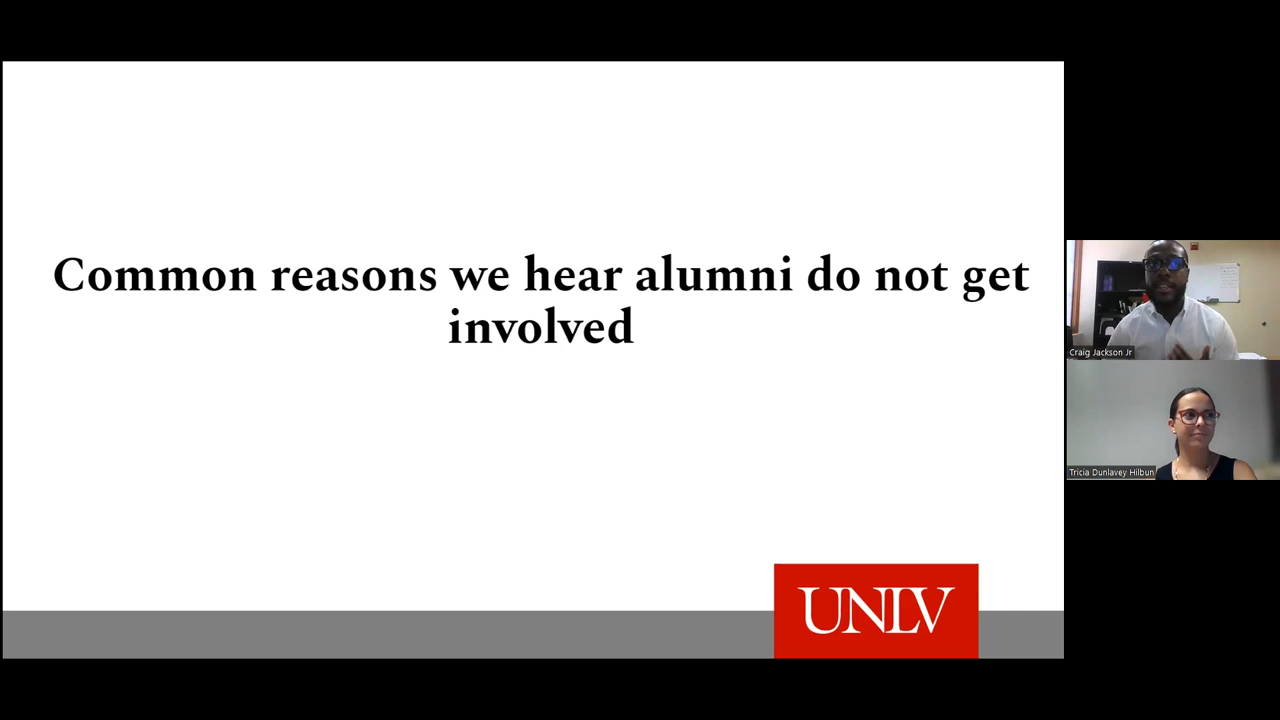 Common reasons we hear alumni do not get
involved
UNLV
Craig Jackson Jr
Tricia Dunlavey Hilbun